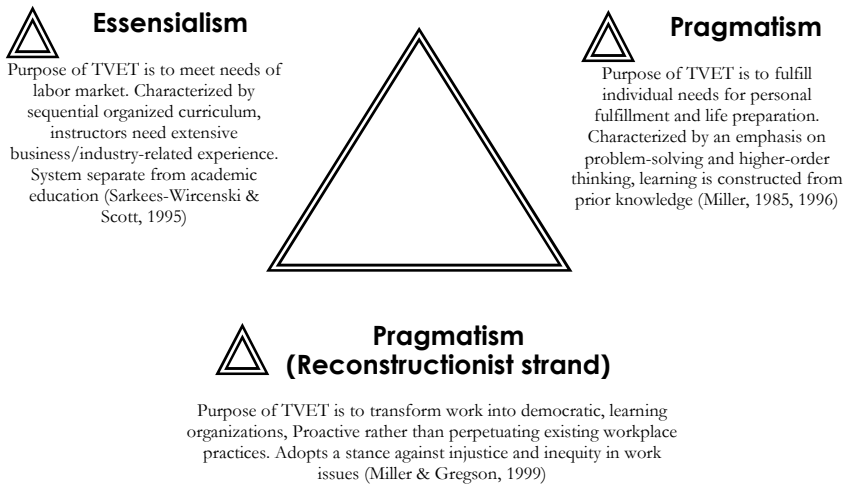 Essensialism
Purpose of TVET is to meet needs of
labor market. Characterized by
sequential organized curriculum,
instructors need extensive
business/industry-related experience.
System separate from academic
education (Sarkees-Wircenski &
Scott, 1995)
Pragmatism
Purpose of TVET is to fulfill
individual needs for personal
fulfillment and life preparation.
Characterized by an emphasis on
problem-solving and higher-order
thinking, learning is constructed from
prior knowledge (Miller, 1985, 1996)
Pragmatism
(Reconstructionist strand)
Purpose of TVET is to transform work into democratic, learning
organizations, Proactive rather than perpetuating existing workplace
practices. Adopts a stance against injustice and inequity in work
issues (Miller & Gregson, 1999)